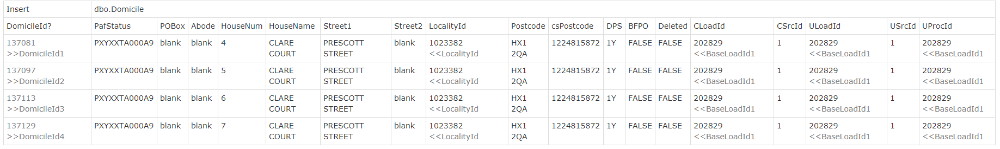 Insert dbo.Domicile
DomicileId? PafStatus POBox Abode HouseNum HouseName Street1 Street2 LocalityId Postcode csPostcode DPS BFPO Deleted CLoadId CSrcId ULoadId USrcId UProcId
137081 PXYXXTA000A9 blank blank 4 CLARE PRESCOTT blank 1023382 HX1 1224815872 1Y FALSE FALSE 202829 1 202829 1 202829
>>DomicileId1 COURT STREET <<LocalityId 2QA <<BaseLoadId1 <<BaseLoadId1 <<BaseLoadId1
137097 PXYXXTA000A9 blank blank 5 CLARE PRESCOTT blank 1023382 HX1 1224815872 1Y FALSE FALSE 202829 1 202829 1 202829
>>DomicileId2 COURT STREET <<LocalityId 2QA <<BaseLoadId1 <<BaseLoadId1 <<BaseLoadId1
137113 PXYXXTA000A9 blank blank 6 CLARE PRESCOTT blank 1023382 HX1 1224815872 1Y FALSE FALSE 202829 1 202829 1 202829
>>DomicileId3 COURT STREET <<LocalityId 2QA <<BaseLoadId1 <<BaseLoadId1 <<BaseLoadId1
137129 PXYXXTA000A9 blank blank 7 CLARE PRESCOTT blank 1023382 HX1 1224815872 1Y FALSE FALSE 202829 1 202829 1 202829
>>DomicileId4 COURT STREET <<LocalityId 2QA <<BaseLoadId1 <<BaseLoadId1 <<BaseLoadId1